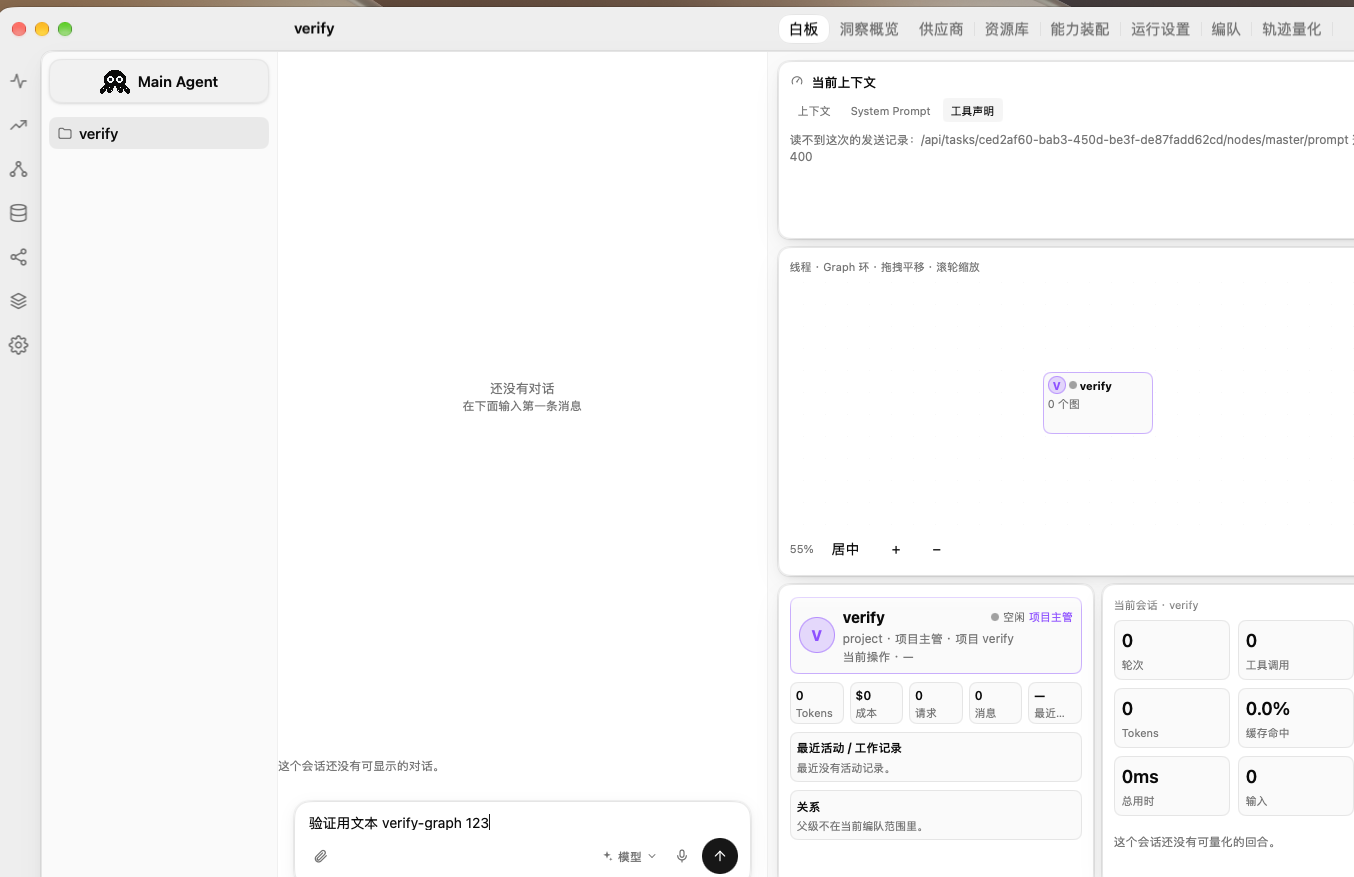 verify
白板
洞察概览
供应商
资源库
能力装配
运行设置
编队
轨迹量化
Main Agent
verify
还没有对话
在下面输入第一条消息
这个会话还没有可显示的对话。
验证用文本 verify-graph 123
模型
当前上下文
上下文 System Prompt 工具声明
读不到这次的发送记录：/api/tasks/ced2af60-bab3-450d-be3f-de87fadd62cd/nodes/master/prompt
400
线程 · Graph 环 · 拖拽平移 · 滚轮缩放
V verify
0 个图
55% 居中 + −
V
verify
空闲 项目主管
project · 项目主管 · 项目 verify
当前操作 · —
0
Tokens
$0
成本
0
请求
0
消息
—
最近...
最近活动 / 工作记录
最近没有活动记录。
关系
父级不在当前编队范围里。
当前会话 · verify
0
轮次
0
工具调用
0
Tokens
0.0%
缓存命中
0ms
总用时
0
输入
这个会话还没有可量化的回合。